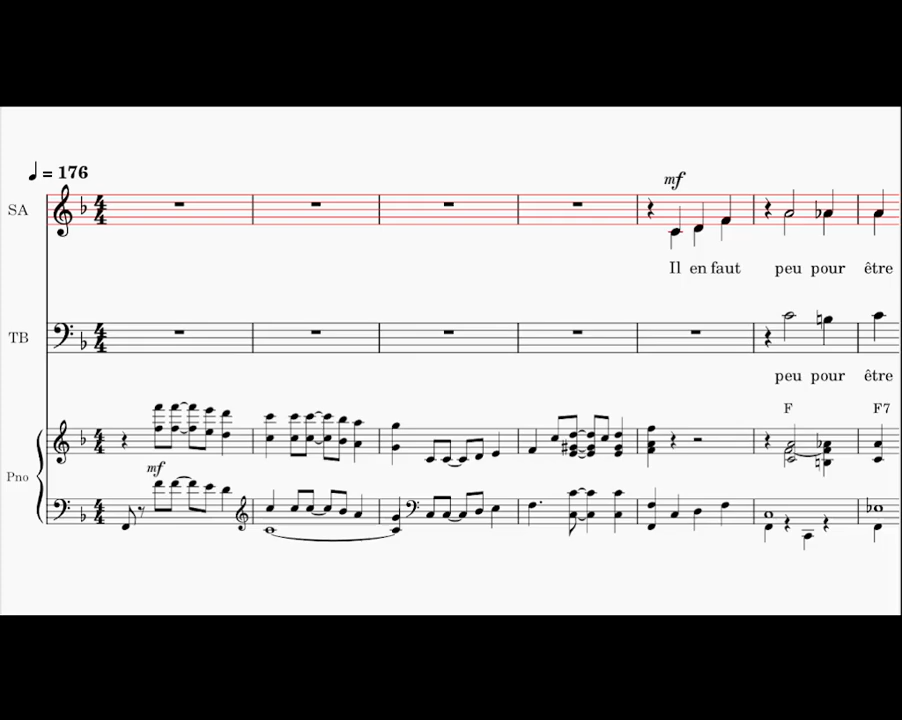 ♩ = 176
mf
SA
Il en faut peu pour être
TB
peu pour être
F F7
Pno
mf